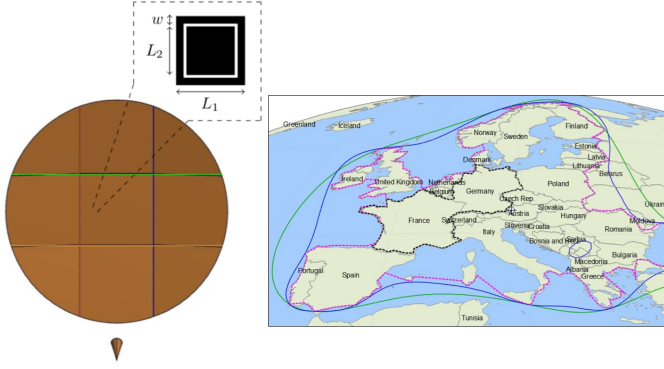 w
L₂
L₁
Greenland
Iceland
Norway
Sweden
Finland
Estonia
Latvia
Lithuania
Denmark
Belarus
Ireland
United Kingdom
Netherlands
Belgium
Germany
Poland
Ukrain
Czech Rep.
Slovakia
Austria
Moldova
France
Switzerland
Hungary
Slovenia
Croatia
Romania
Italy
Bosnia and
Serbia
Bulgaria
Macedonia
Albania
Portugal
Spain
Greece
Tunisia